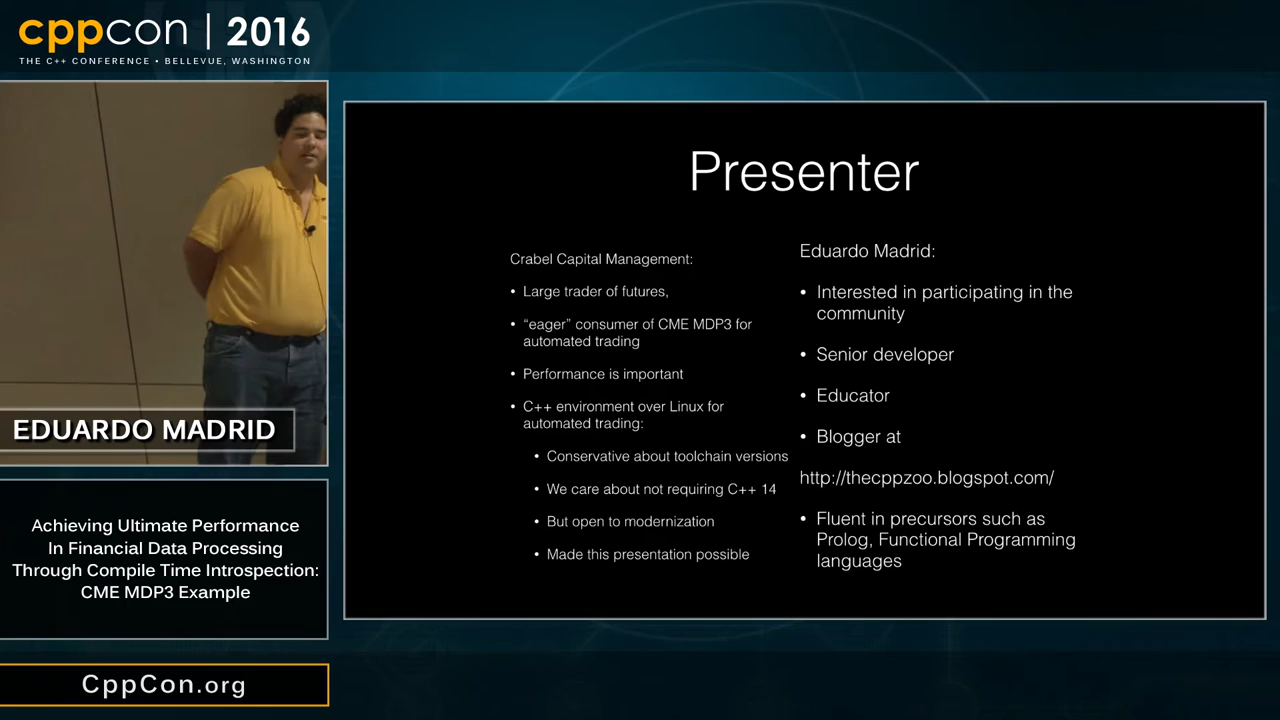 cppcon | 2016
THE C++ CONFERENCE • BELLEVUE, WASHINGTON
EDUARDO MADRID
Achieving Ultimate Performance
In Financial Data Processing
Through Compile Time Introspection:
CME MDP3 Example
CppCon.org
Presenter
Crabel Capital Management:
• Large trader of futures,
• “eager” consumer of CME MDP3 for
automated trading
• Performance is important
• C++ environment over Linux for
automated trading:
• Conservative about toolchain versions
• We care about not requiring C++ 14
• But open to modernization
• Made this presentation possible
Eduardo Madrid:
• Interested in participating in the
community
• Senior developer
• Educator
• Blogger at
http://thecppzoo.blogspot.com/
• Fluent in precursors such as
Prolog, Functional Programming
languages